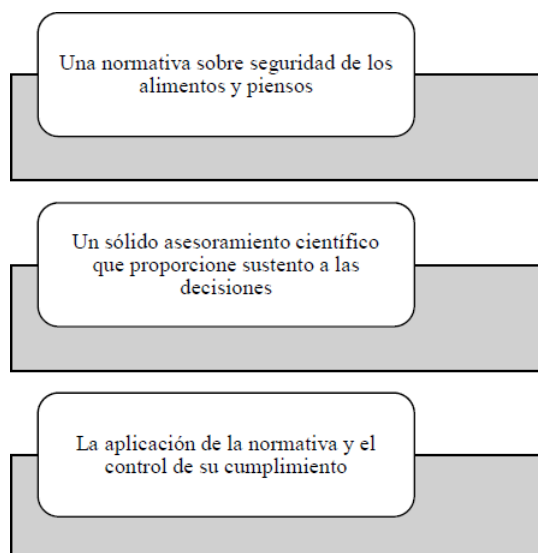 Una normativa sobre seguridad de los
alimentos y piensos
Un sólido asesoramiento científico
que proporcione sustento a las
decisiones
La aplicación de la normativa y el
control de su cumplimiento